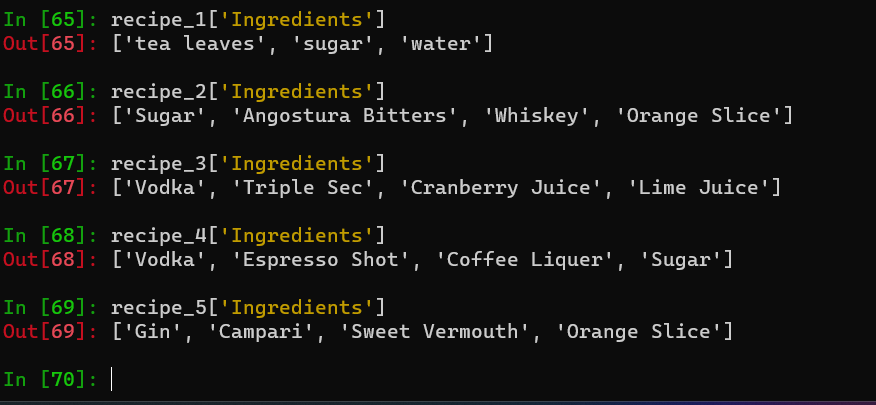 In [65]: recipe_1['Ingredients']
Out[65]: ['tea leaves', 'sugar', 'water']
In [66]: recipe_2['Ingredients']
Out[66]: ['Sugar', 'Angostura Bitters', 'Whiskey', 'Orange Slice']
In [67]: recipe_3['Ingredients']
Out[67]: ['Vodka', 'Triple Sec', 'Cranberry Juice', 'Lime Juice']
In [68]: recipe_4['Ingredients']
Out[68]: ['Vodka', 'Espresso Shot', 'Coffee Liquer', 'Sugar']
In [69]: recipe_5['Ingredients']
Out[69]: ['Gin', 'Campari', 'Sweet Vermouth', 'Orange Slice']
In [70]: